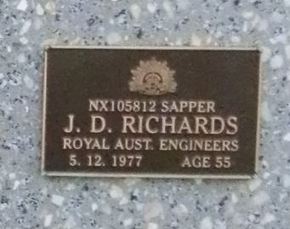 NX105812 SAPPER
J. D. RICHARDS
ROYAL AUST. ENGINEERS
5. 12. 1977 AGE 55